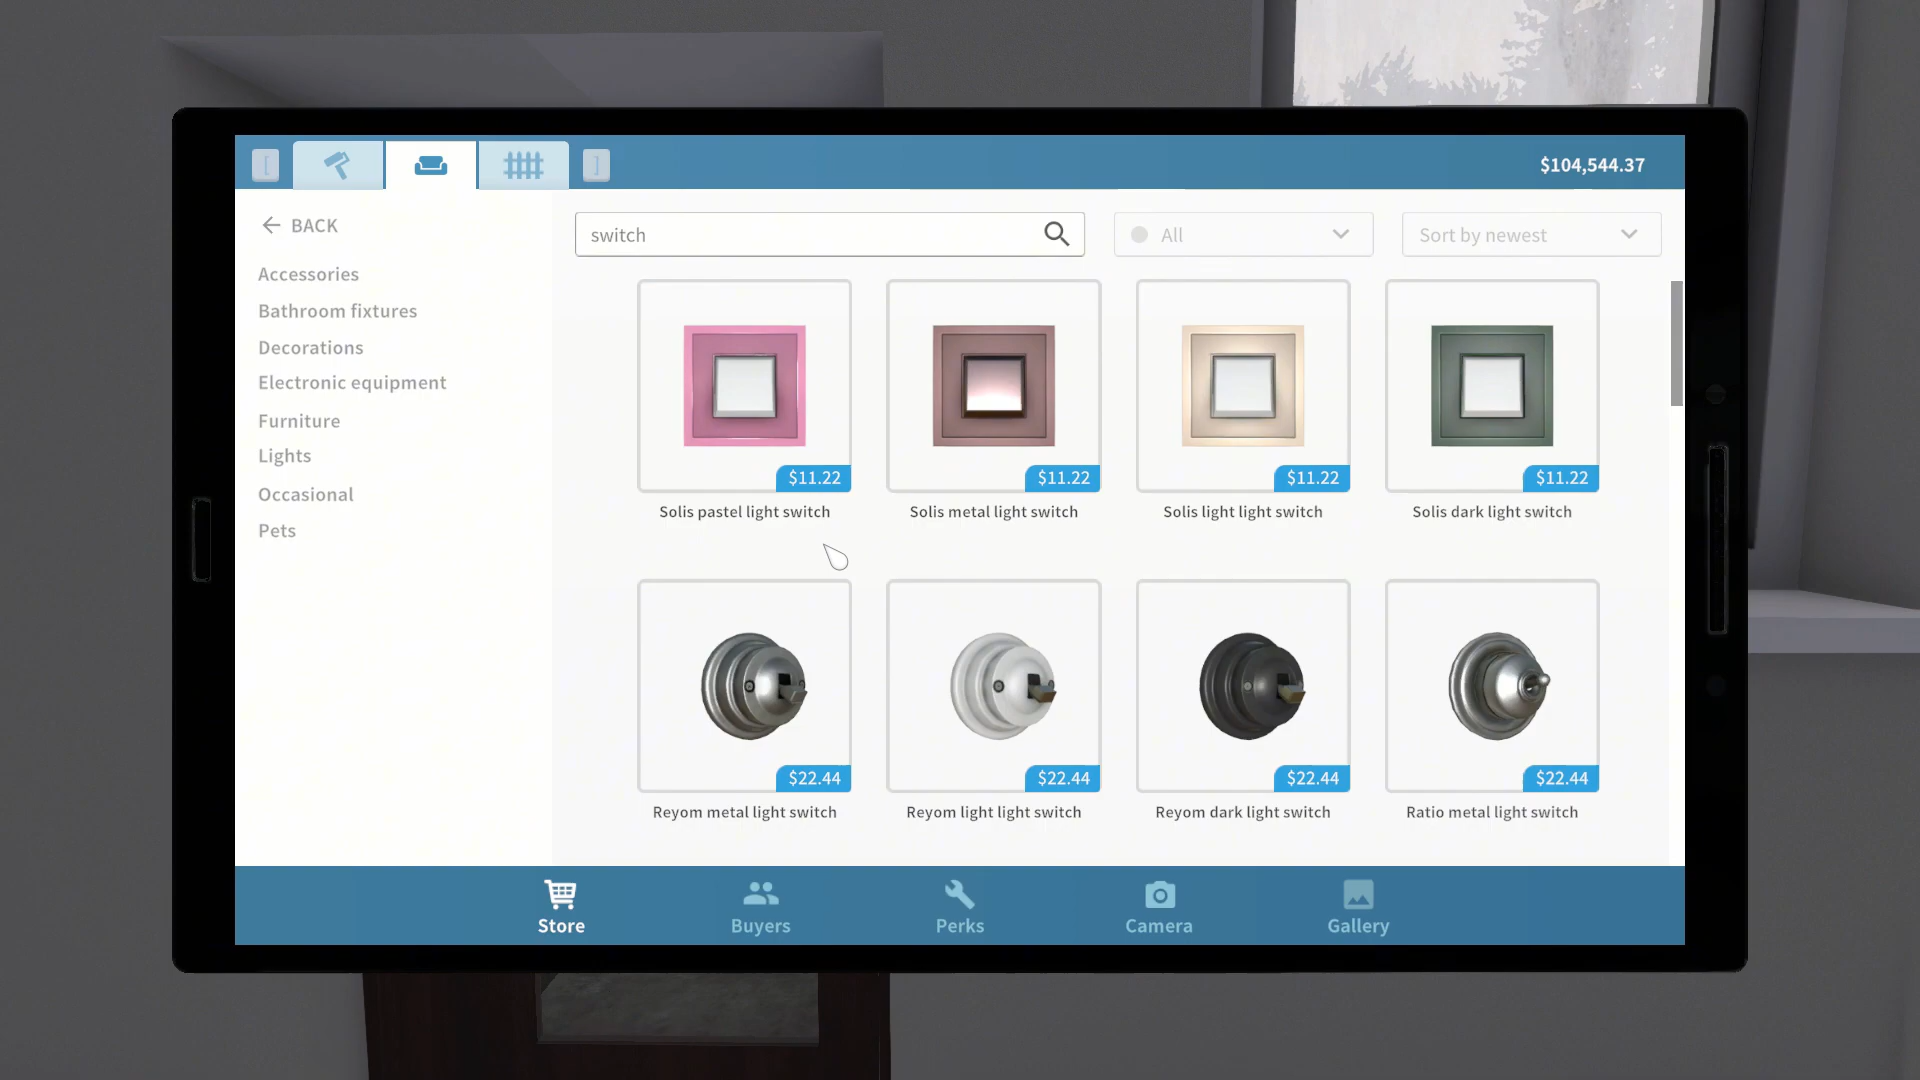 [
]
$104,544.37
BACK
Accessories
Bathroom fixtures
Decorations
Electronic equipment
Furniture
Lights
Occasional
Pets
switch
All
Sort by newest
$11.22
$11.22
$11.22
$11.22
Solis pastel light switch
Solis metal light switch
Solis light light switch
Solis dark light switch
$22.44
$22.44
$22.44
$22.44
Reyom metal light switch
Reyom light light switch
Reyom dark light switch
Ratio metal light switch
Store
Buyers
Perks
Camera
Gallery